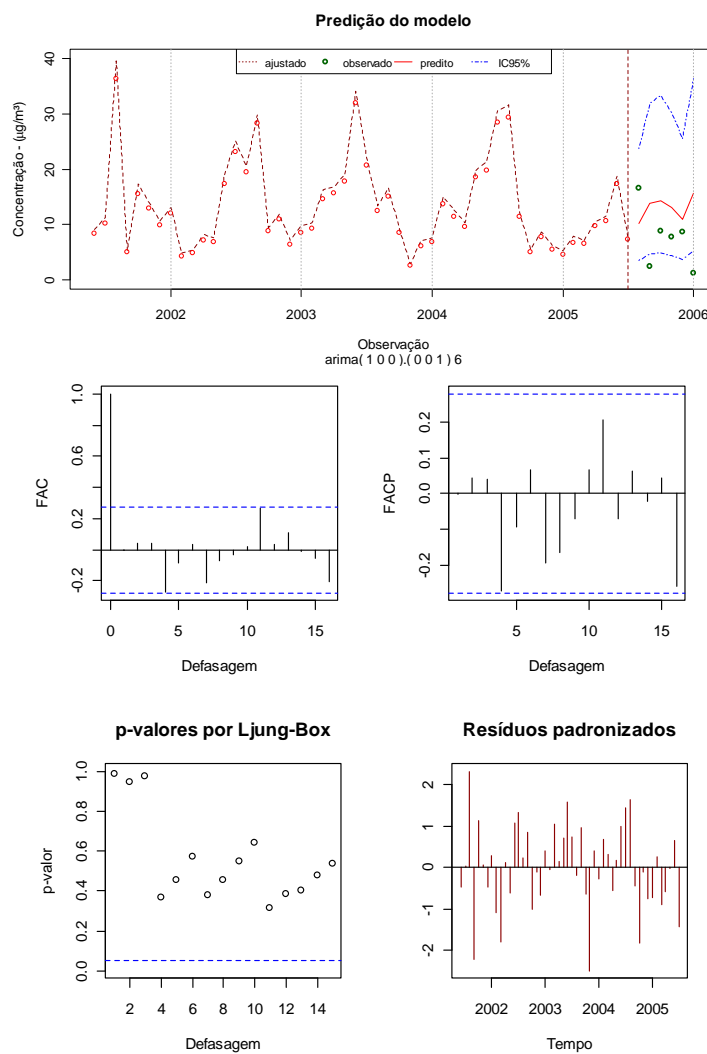 Predição do modelo
ajustado observado predito IC95%
Concentração - (µg/m³)
0 10 20 30 40
2002 2003 2004 2005 2006
Observação
arima( 1 0 0 ).( 0 0 1 ) 6
FAC
-0.2 0.2 0.6 1.0
0 5 10 15
Defasagem
FACP
-0.2 0.0 0.1 0.2
5 10 15
Defasagem
p-valores por Ljung-Box
p-valor
0.0 0.2 0.4 0.6 0.8 1.0
2 4 6 8 10 12 14
Defasagem
Resíduos padronizados
-2 -1 0 1 2
2002 2003 2004 2005
Tempo